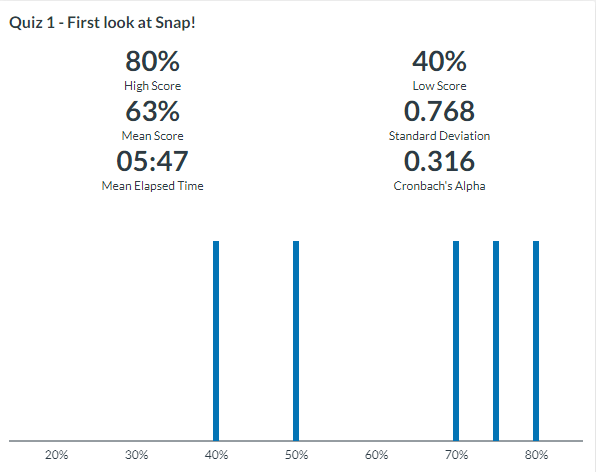 Quiz 1 - First look at Snap!
80%
High Score
40%
Low Score
63%
Mean Score
0.768
Standard Deviation
05:47
Mean Elapsed Time
0.316
Cronbach's Alpha
20% 30% 40% 50% 60% 70% 80%